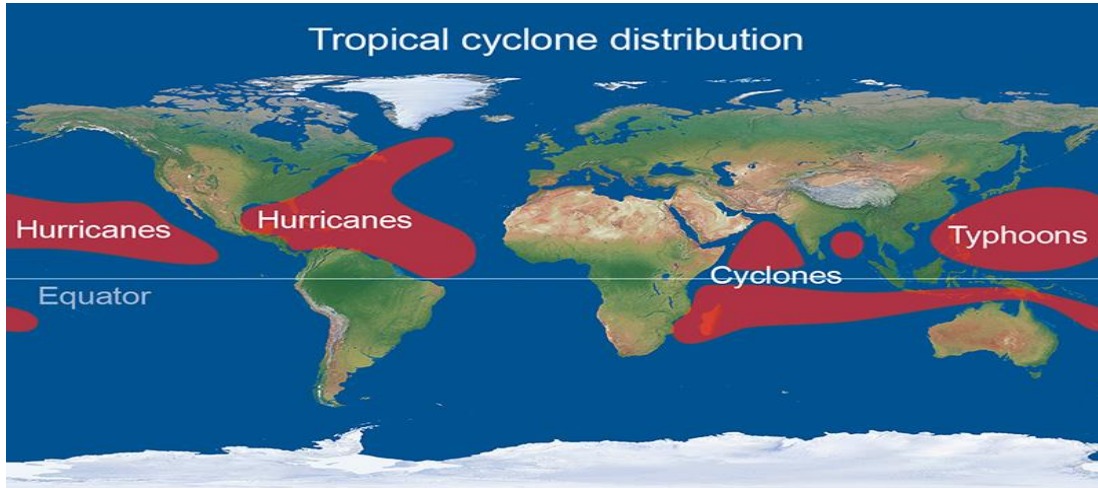 Tropical cyclone distribution
Hurricanes
Hurricanes
Typhoons
Cyclones
Equator